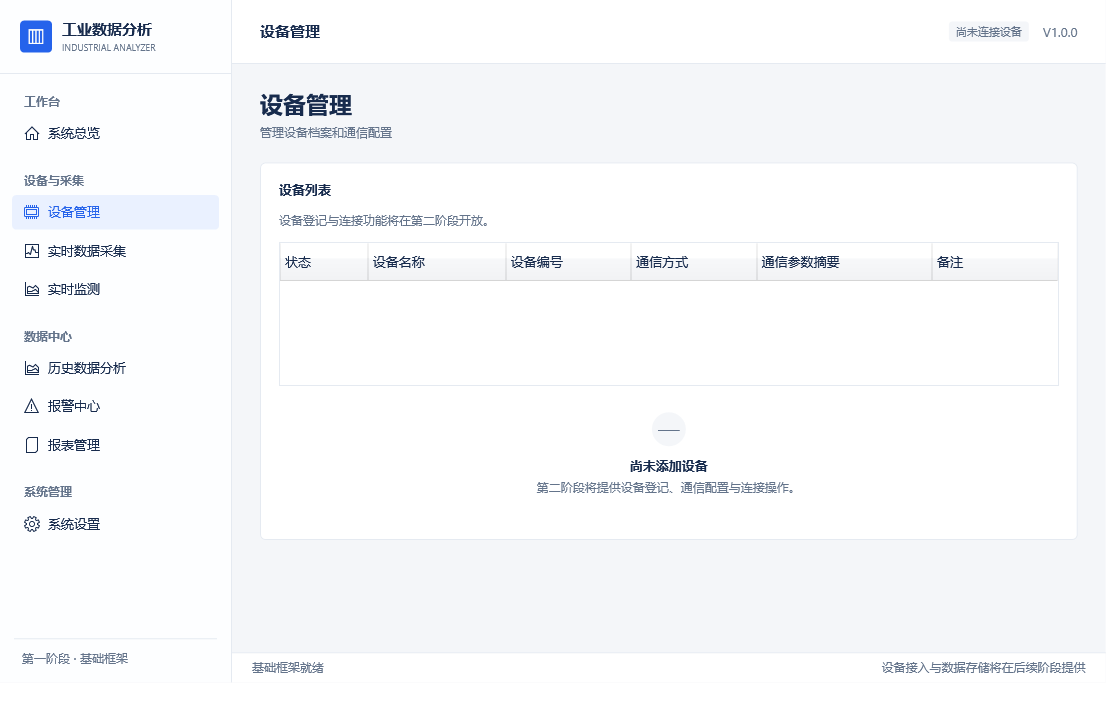 工业数据分析
INDUSTRIAL ANALYZER
工作台
系统总览
设备与采集
设备管理
实时数据采集
实时监测
数据中心
历史数据分析
报警中心
报表管理
系统管理
系统设置
第一阶段 · 基础框架
设备管理
尚未连接设备 V1.0.0
设备管理
管理设备档案和通信配置
设备列表
设备登记与连接功能将在第二阶段开放。
状态 设备名称 设备编号 通信方式 通信参数摘要 备注
尚未添加设备
第二阶段将提供设备登记、通信配置与连接操作。
基础框架就绪
设备接入与数据存储将在后续阶段提供